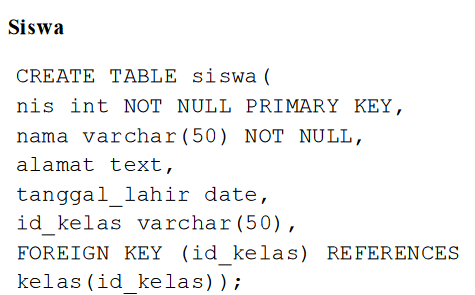 Siswa
CREATE TABLE siswa(
nis int NOT NULL PRIMARY KEY,
nama varchar(50) NOT NULL,
alamat text,
tanggal_lahir date,
id_kelas varchar(50),
FOREIGN KEY (id_kelas) REFERENCES
kelas(id_kelas));